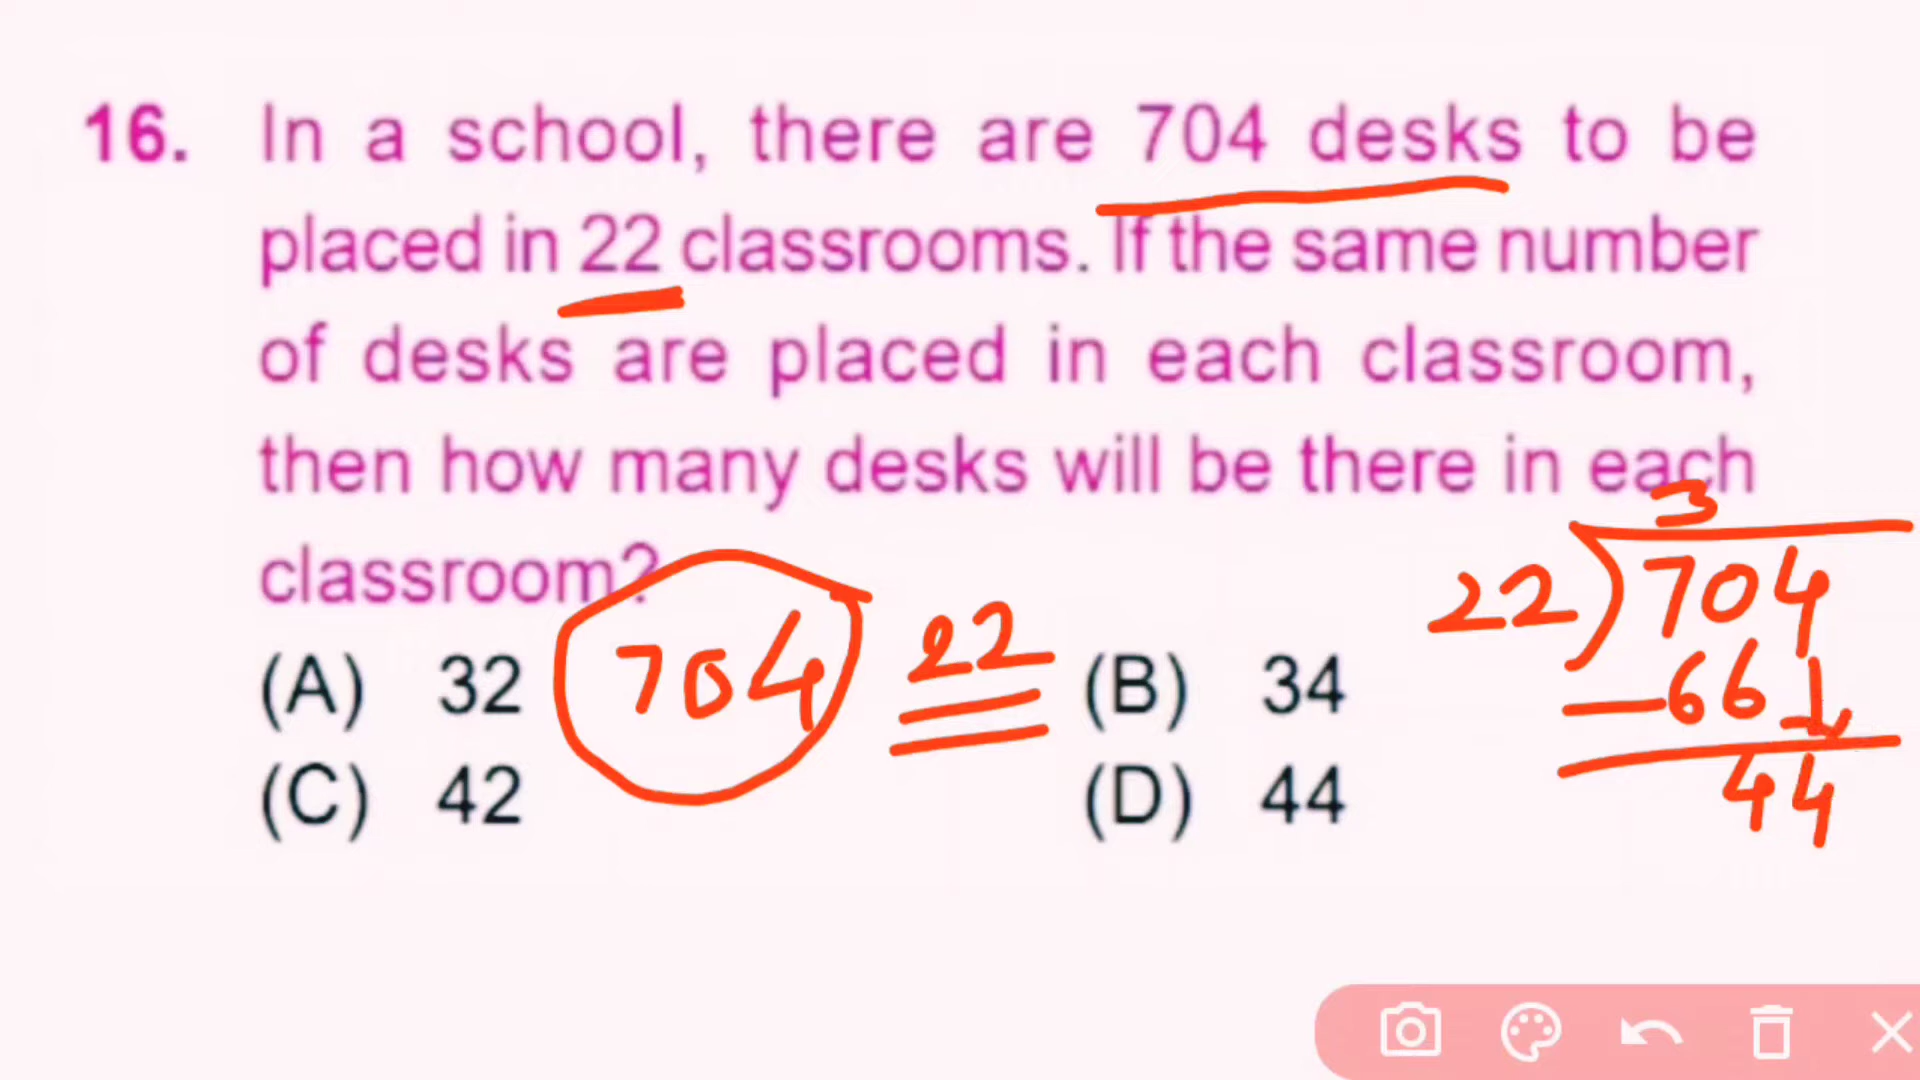 16. In a school, there are 704 desks to be
placed in 22 classrooms. If the same number
of desks are placed in each classroom,
then how many desks will be there in each
classroom?
3
22)704
704 22
(A) 32 (B) 34
-66
(C) 42 (D) 44
44